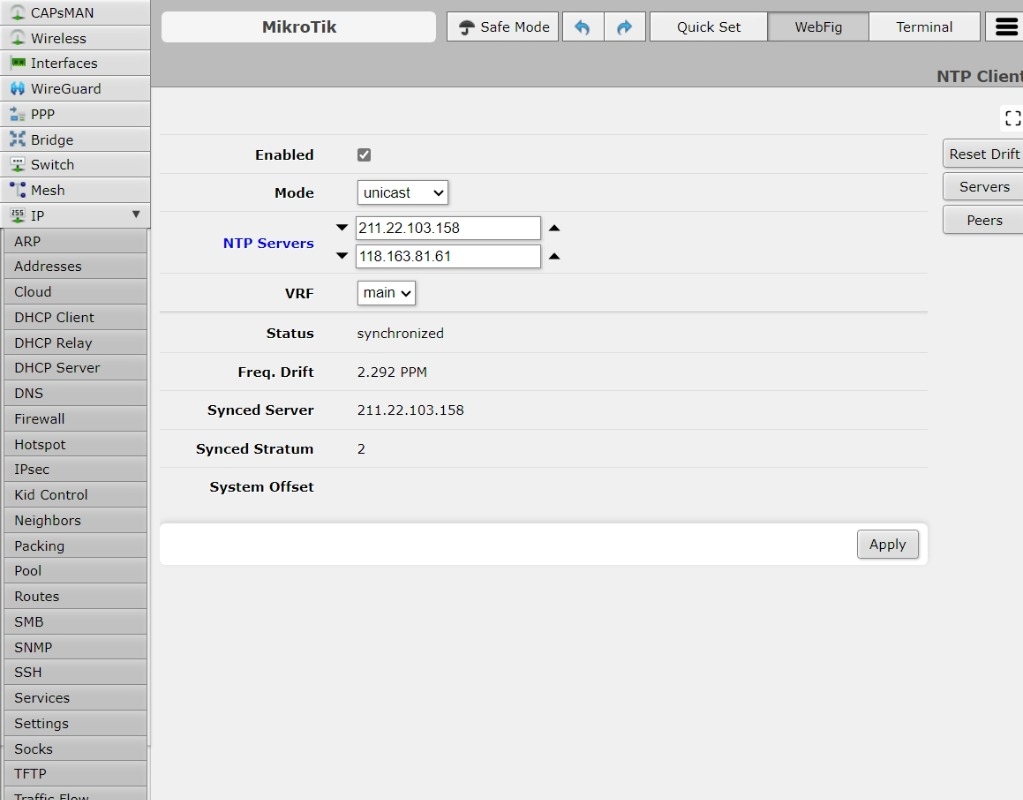 CAPsMAN
Wireless
Interfaces
WireGuard
PPP
Bridge
Switch
Mesh
IP
ARP
Addresses
Cloud
DHCP Client
DHCP Relay
DHCP Server
DNS
Firewall
Hotspot
IPsec
Kid Control
Neighbors
Packing
Pool
Routes
SMB
SNMP
SSH
Services
Settings
Socks
TFTP
Traffic Flow
MikroTik
Safe Mode
Quick Set
WebFig
Terminal
NTP Client
Enabled
Mode unicast
NTP Servers 211.22.103.158
118.163.81.61
VRF main
Status synchronized
Freq. Drift 2.292 PPM
Synced Server 211.22.103.158
Synced Stratum 2
System Offset
Apply
Reset Drift
Servers
Peers